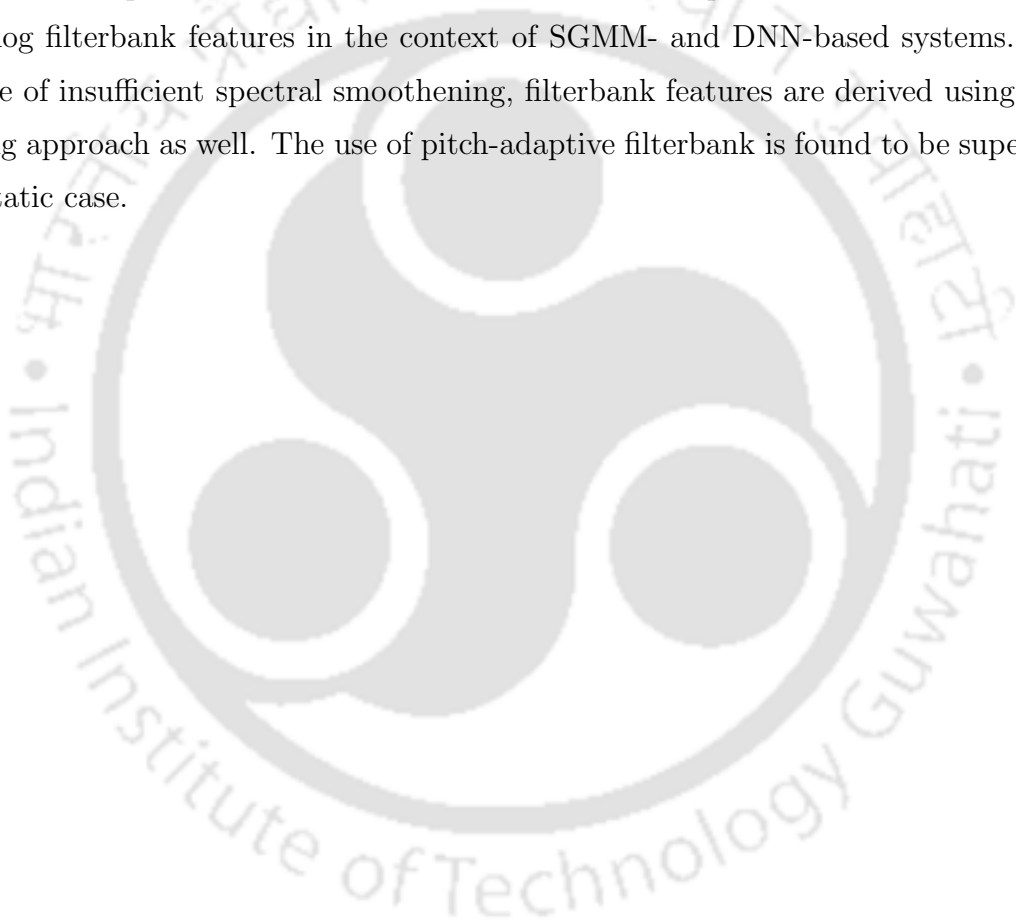 og filterbank features in the context of SGMM- and DNN-based systems.
e of insufficient spectral smoothening, filterbank features are derived using
g approach as well. The use of pitch-adaptive filterbank is found to be supe
tatic case.
Indian Institute of Technology Guwahati